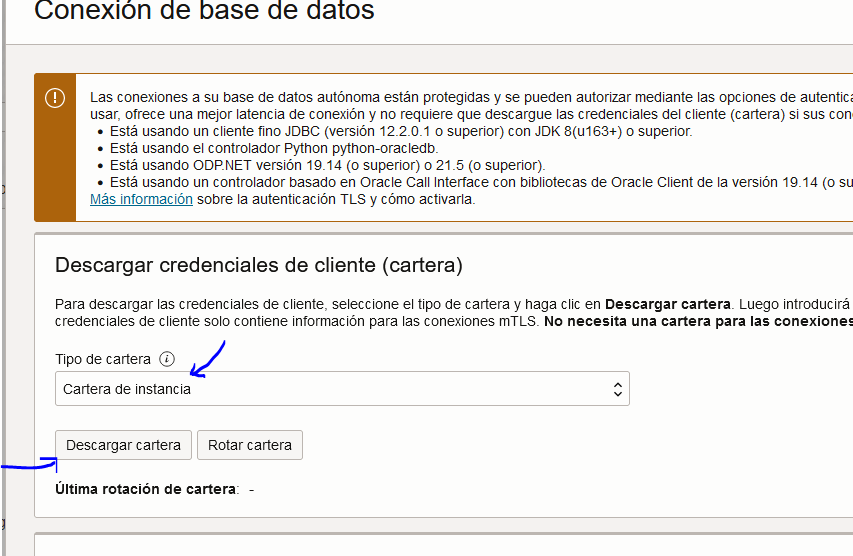 Conexión de base de datos
Las conexiones a su base de datos autónoma están protegidas y se pueden autorizar mediante las opciones de autentica
usar, ofrece una mejor latencia de conexión y no requiere que descargue las credenciales del cliente (cartera) si sus con
• Está usando un cliente fino JDBC (versión 12.2.0.1 o superior) con JDK 8(u163+) o superior.
• Está usando el controlador Python python-oracledb.
• Está usando ODP.NET versión 19.14 (o superior) o 21.5 (o superior).
• Está usando un controlador basado en Oracle Call Interface con bibliotecas de Oracle Client de la versión 19.14 (o su
Más información sobre la autenticación TLS y cómo activarla.
Descargar credenciales de cliente (cartera)
Para descargar las credenciales de cliente, seleccione el tipo de cartera y haga clic en Descargar cartera. Luego introducirá
credenciales de cliente solo contiene información para las conexiones mTLS. No necesita una cartera para las conexiones
Tipo de cartera
Cartera de instancia
Descargar cartera Rotar cartera
Última rotación de cartera: -